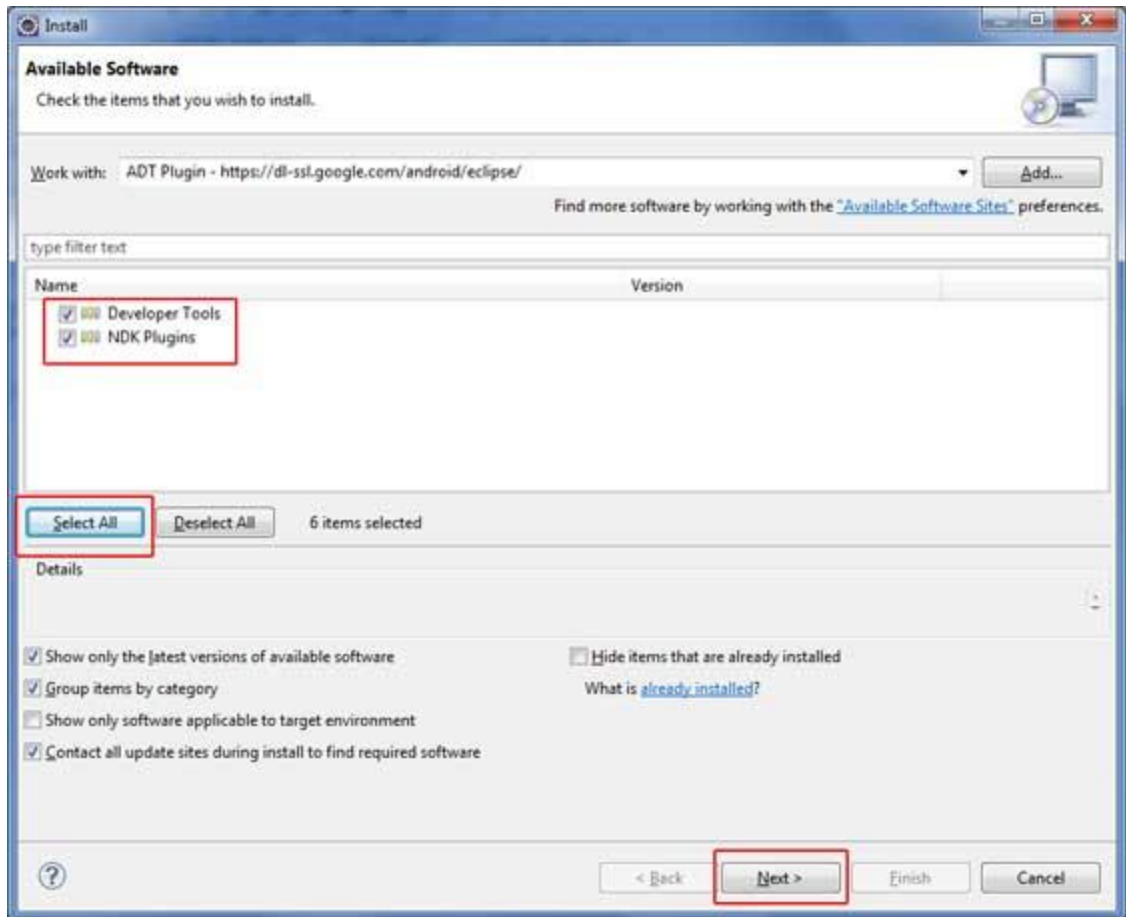 Install
Available Software
Check the items that you wish to install.
Work with: ADT Plugin - https://dl-ssl.google.com/android/eclipse/ Add...
Find more software by working with the "Available Software Sites" preferences.
type filter text
Name Version
Developer Tools
NDK Plugins
Select All Deselect All 6 items selected
Details
Show only the latest versions of available software Hide items that are already installed
Group items by category What is already installed?
Show only software applicable to target environment
Contact all update sites during install to find required software
? < Back Next > Finish Cancel